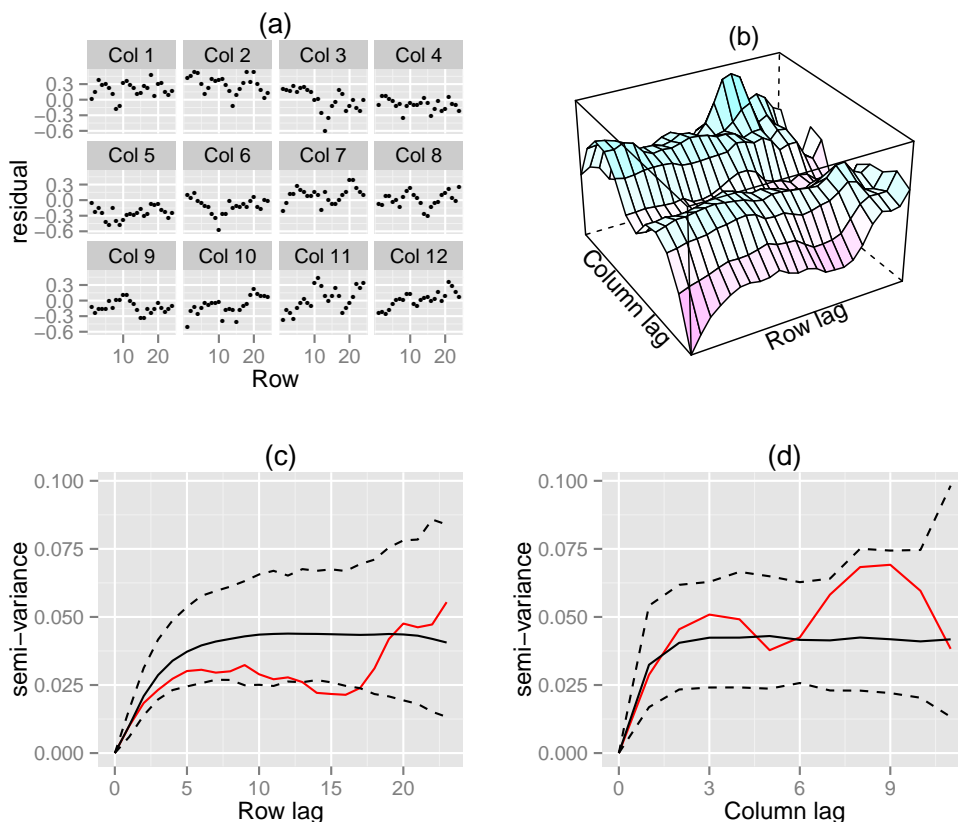 (a)
Col 1 Col 2 Col 3 Col 4
0.3
0.0
−0.3
−0.6
Col 5 Col 6 Col 7 Col 8
0.3
0.0
−0.3
−0.6
Col 9 Col 10 Col 11 Col 12
0.3
0.0
−0.3
−0.6
10 20 10 20 10 20 10 20
Row
residual
(b)
Column lag
Row lag
(c)
0.100
0.075
0.050
0.025
0.000
0 5 10 15 20
Row lag
semi−variance
(d)
0.100
0.075
0.050
0.025
0.000
0 3 6 9
Column lag
semi−variance